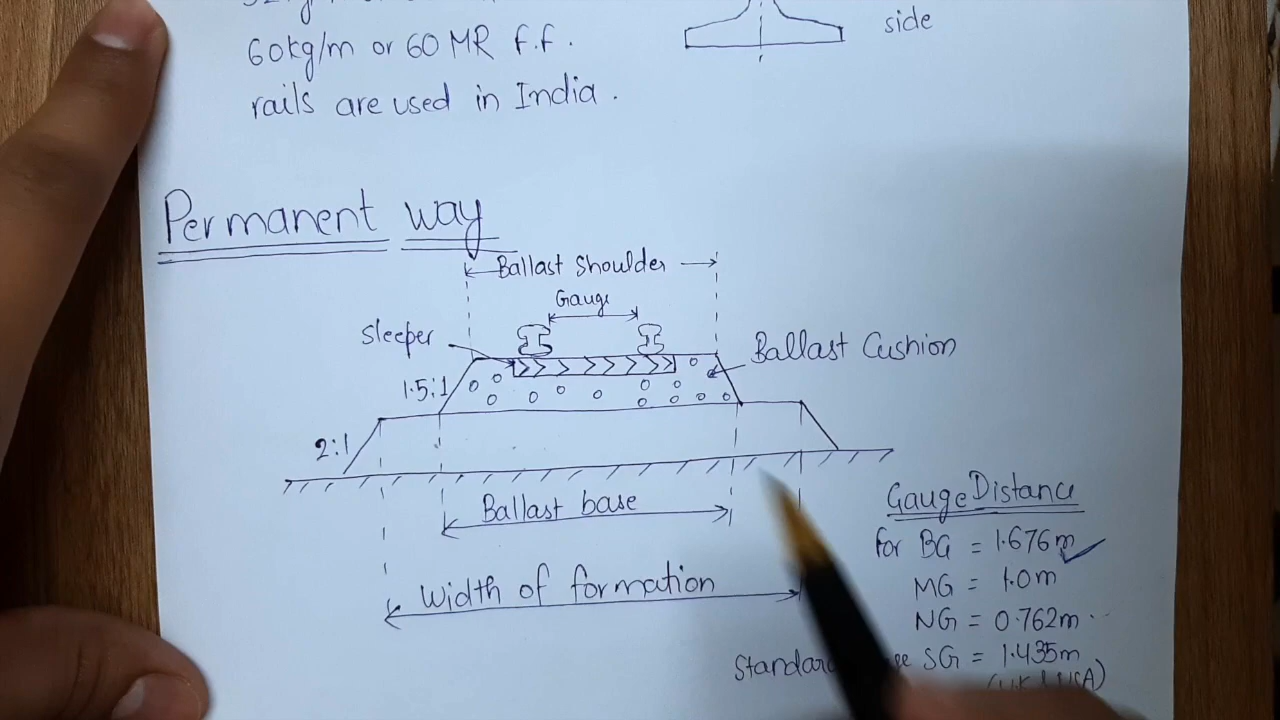 60kg/m or 60 MR f.f.
rails are used in India.
side
Permanent way
Ballast Shoulder
Gauge
Sleeper
Ballast Cushion
1.5:1
2:1
Ballast base
Width of formation
Gauge Distance
for BG = 1.676m
MG = 1.0m
NG = 0.762m
SG = 1.435m